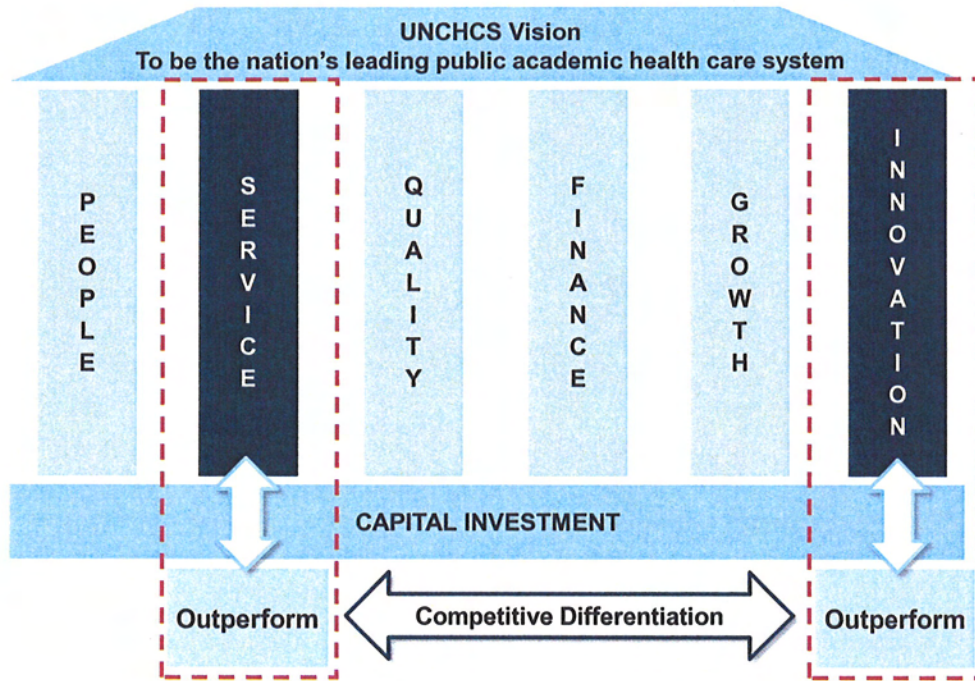 UNCHCS Vision
To be the nation's leading public academic health care system
PEOPLE
SERVICE
QUALITY
FINANCE
GROWTH
INNOVATION
CAPITAL INVESTMENT
Outperform
Competitive Differentiation
Outperform